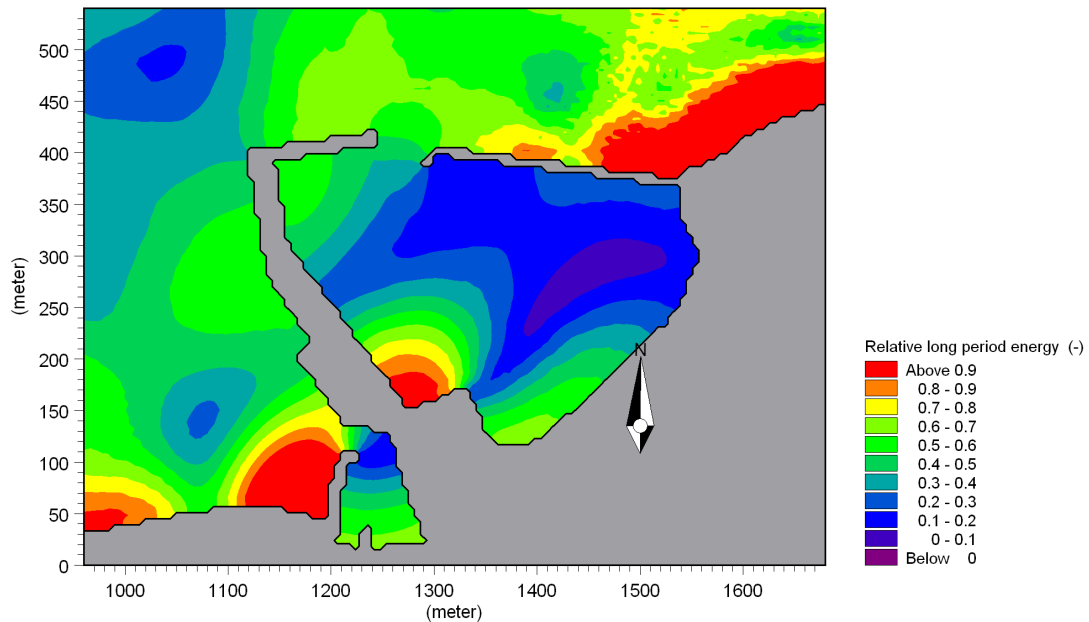 500
450
400
350
300
250
200
150
100
50
0
(meter)
1000 1100 1200 1300 1400 1500 1600
(meter)
N
Relative long period energy (-)
Above 0.9
0.8 - 0.9
0.7 - 0.8
0.6 - 0.7
0.5 - 0.6
0.4 - 0.5
0.3 - 0.4
0.2 - 0.3
0.1 - 0.2
0 - 0.1
Below 0